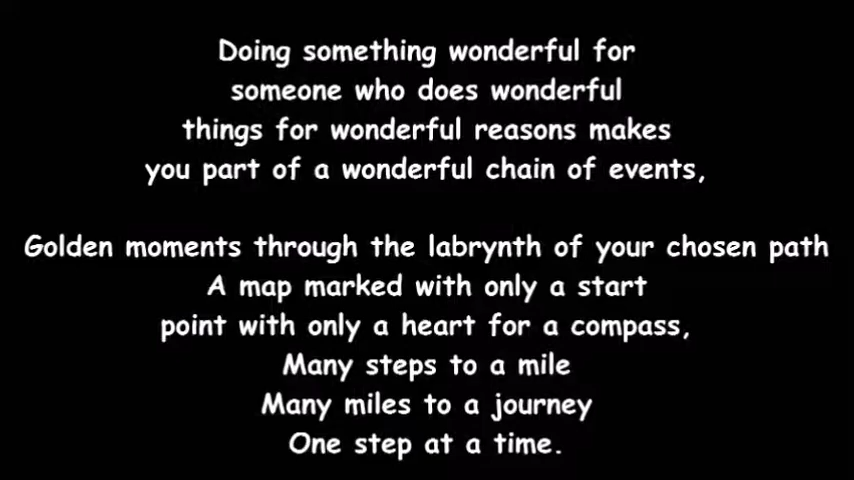 Doing something wonderful for
someone who does wonderful
things for wonderful reasons makes
you part of a wonderful chain of events,
Golden moments through the labrynth of your chosen path
A map marked with only a start
point with only a heart for a compass,
Many steps to a mile
Many miles to a journey
One step at a time.